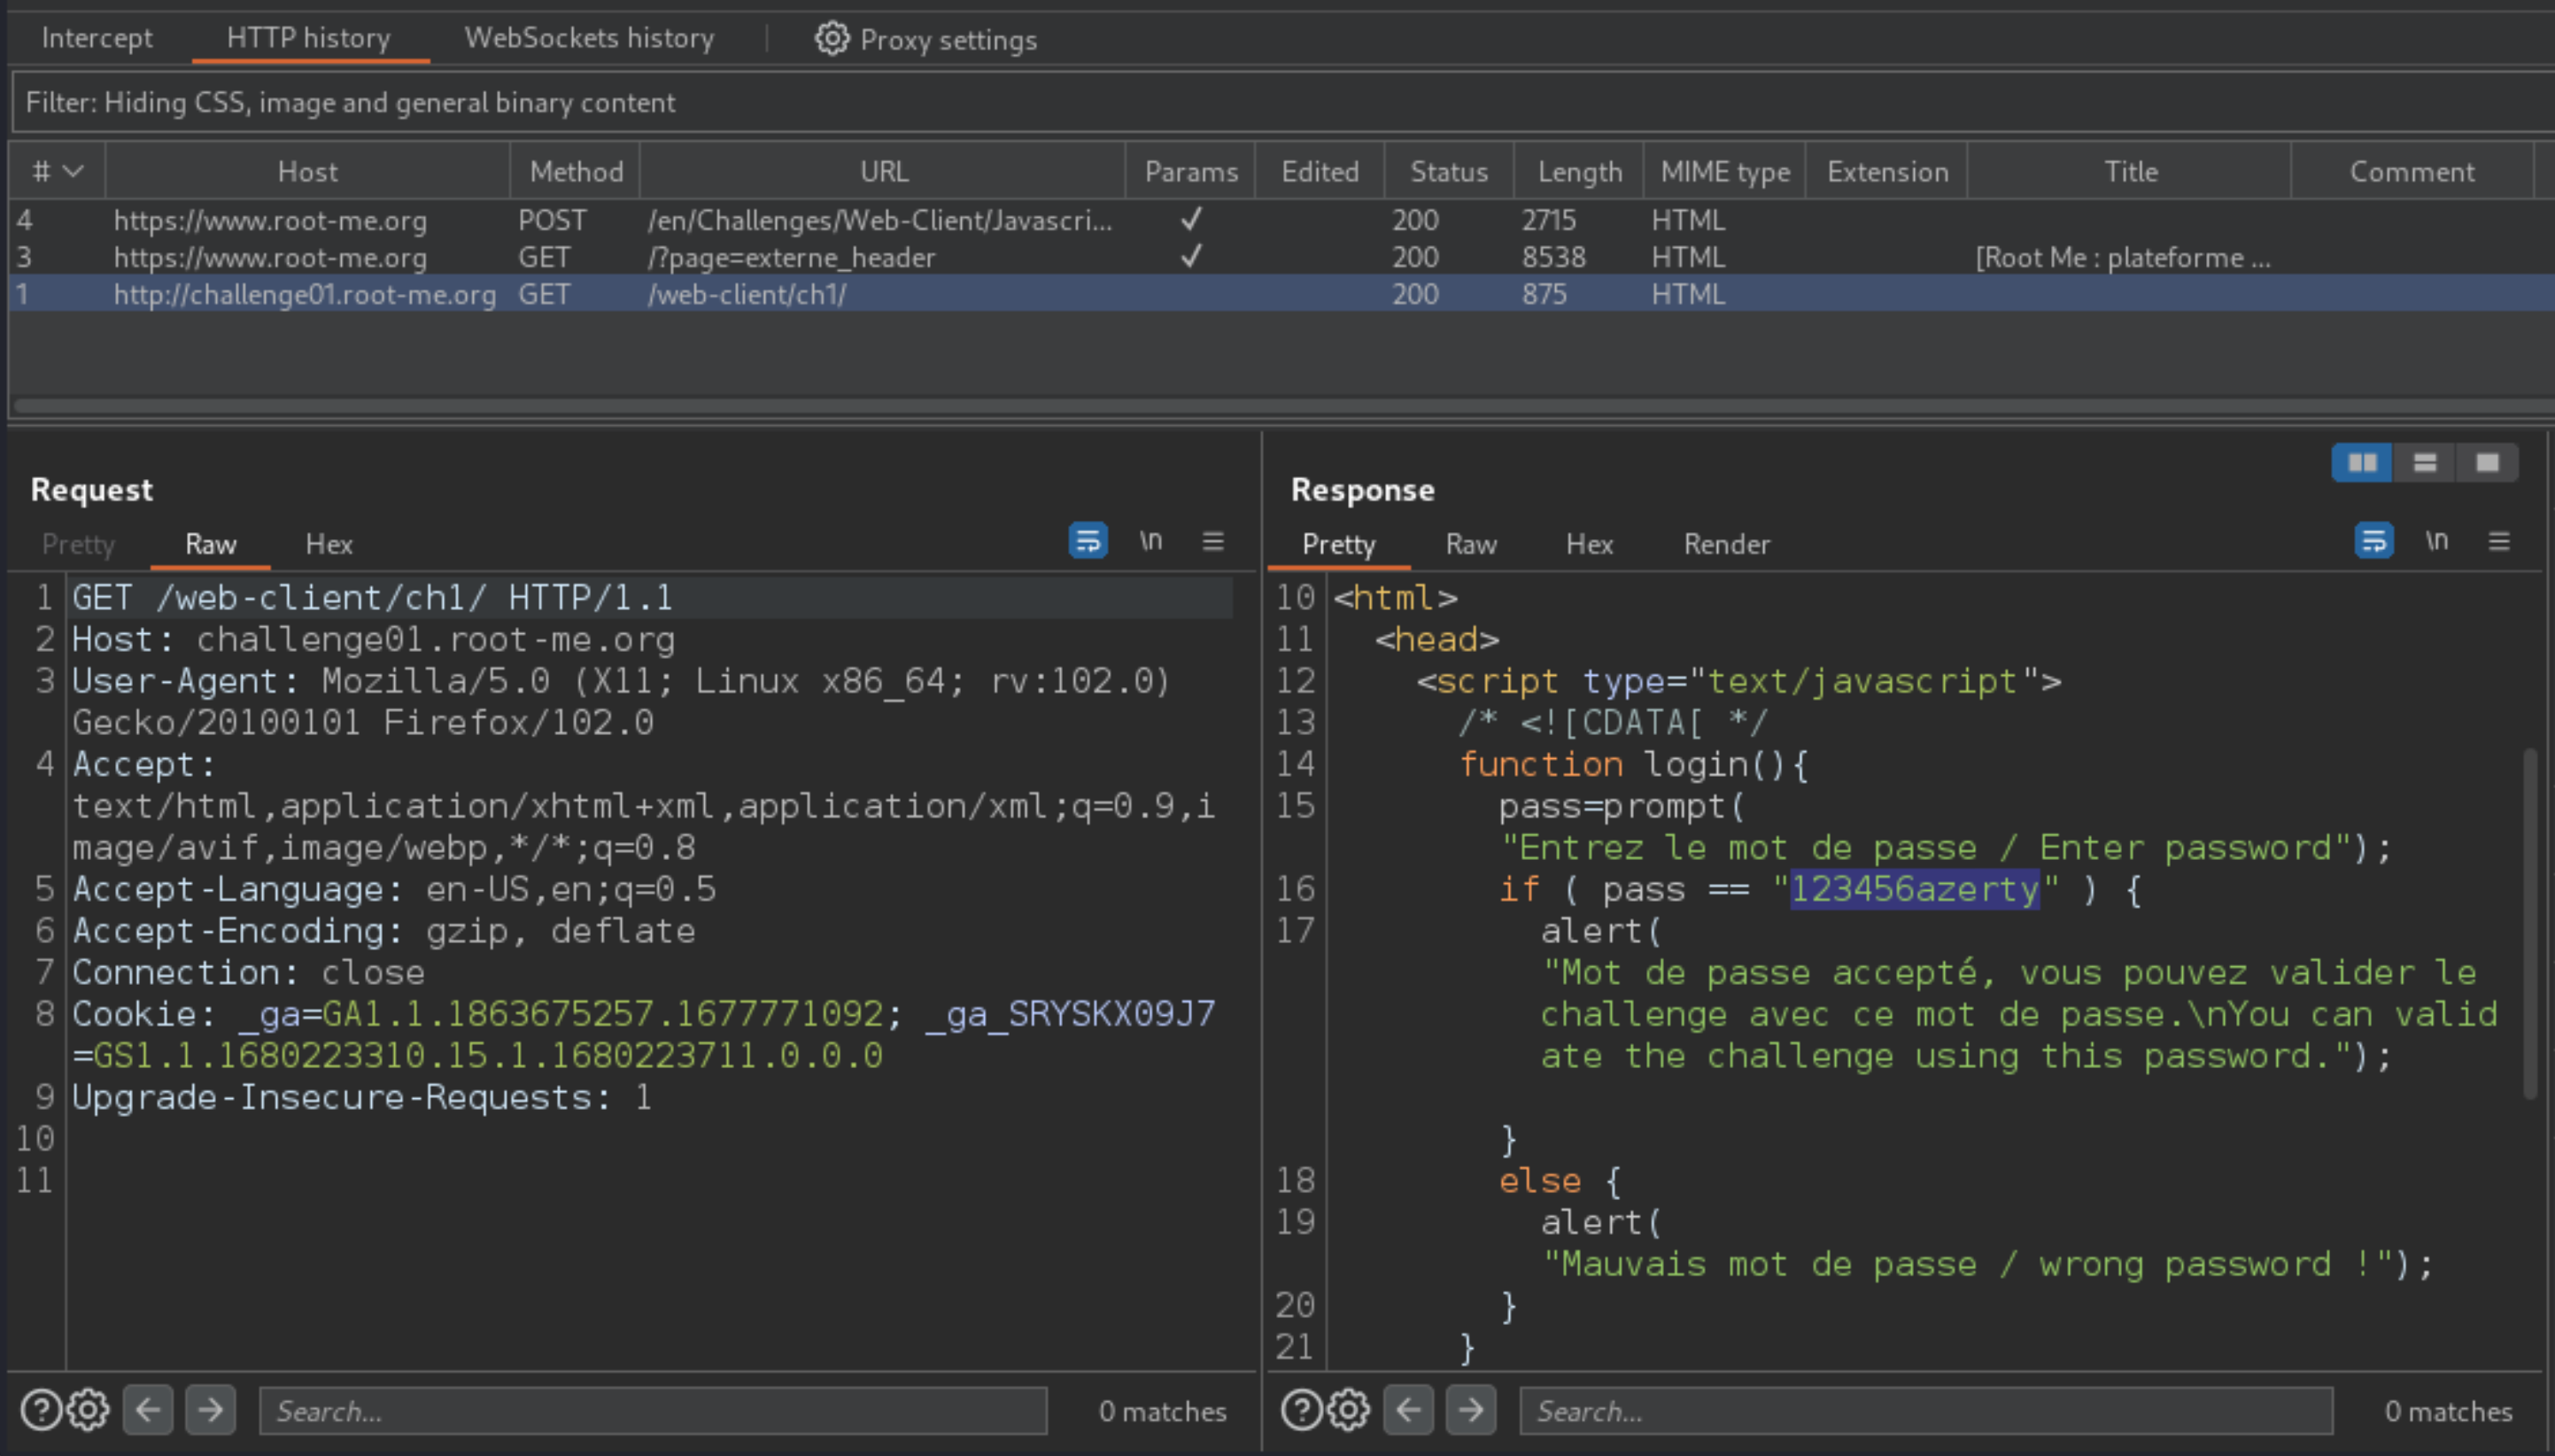 Intercept HTTP history WebSockets history Proxy settings
Filter: Hiding CSS, image and general binary content
# Host Method URL Params Edited Status Length MIME type Extension Title Comment
4 https://www.root-me.org POST /en/Challenges/Web-Client/Javascri... ✓ 200 2715 HTML
3 https://www.root-me.org GET /?page=externe_header ✓ 200 8538 HTML [Root Me : plateforme ...
1 http://challenge01.root-me.org GET /web-client/ch1/ 200 875 HTML
Request
Pretty Raw Hex \n
1 GET /web-client/ch1/ HTTP/1.1
2 Host: challenge01.root-me.org
3 User-Agent: Mozilla/5.0 (X11; Linux x86_64; rv:102.0)
Gecko/20100101 Firefox/102.0
4 Accept:
text/html,application/xhtml+xml,application/xml;q=0.9,i
mage/avif,image/webp,*/*;q=0.8
5 Accept-Language: en-US,en;q=0.5
6 Accept-Encoding: gzip, deflate
7 Connection: close
8 Cookie: _ga=GA1.1.1863675257.1677771092; _ga_SRYSKX09J7
=GS1.1.1680223310.15.1.1680223711.0.0.0
9 Upgrade-Insecure-Requests: 1
10
11
Search... 0 matches
Response
Pretty Raw Hex Render \n
10 <html>
11 <head>
12 <script type="text/javascript">
13 /* <![CDATA[ */
14 function login(){
15 pass=prompt(
"Entrez le mot de passe / Enter password");
16 if ( pass == "123456azerty" ) {
17 alert(
"Mot de passe accepté, vous pouvez valider le
challenge avec ce mot de passe.\nYou can valid
ate the challenge using this password.");
}
18 else {
19 alert(
"Mauvais mot de passe / wrong password !");
20 }
21 }
Search... 0 matches